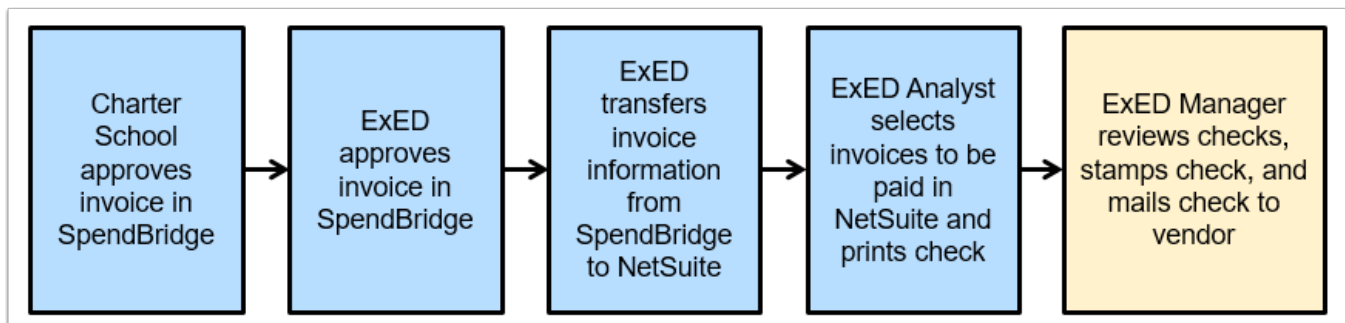 Charter
School
approves
invoice in
SpendBridge
ExED
approves
invoice in
SpendBridge
ExED
transfers
invoice
information
from
SpendBridge
to NetSuite
ExED Analyst
selects
invoices to be
paid in
NetSuite and
prints check
ExED Manager
reviews checks,
stamps check, and
mails check to
vendor